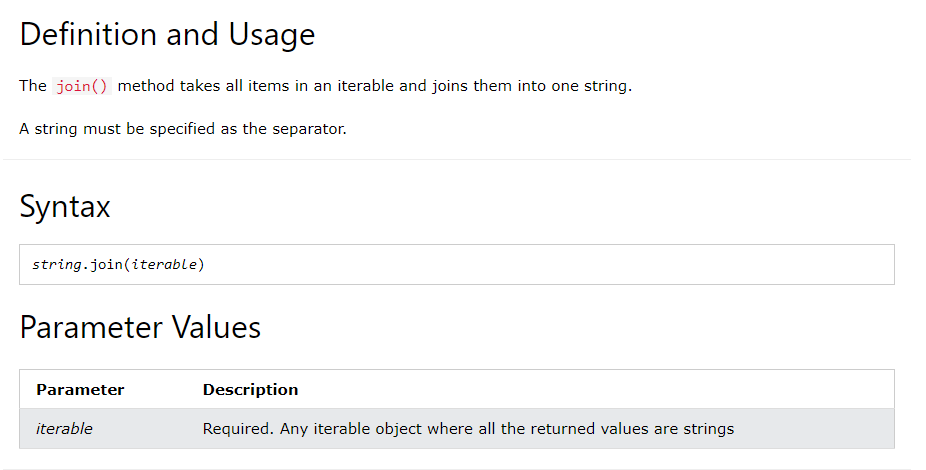 Definition and Usage
The join() method takes all items in an iterable and joins them into one string.
A string must be specified as the separator.
Syntax
string.join(iterable)
Parameter Values
Parameter Description
iterable Required. Any iterable object where all the returned values are strings